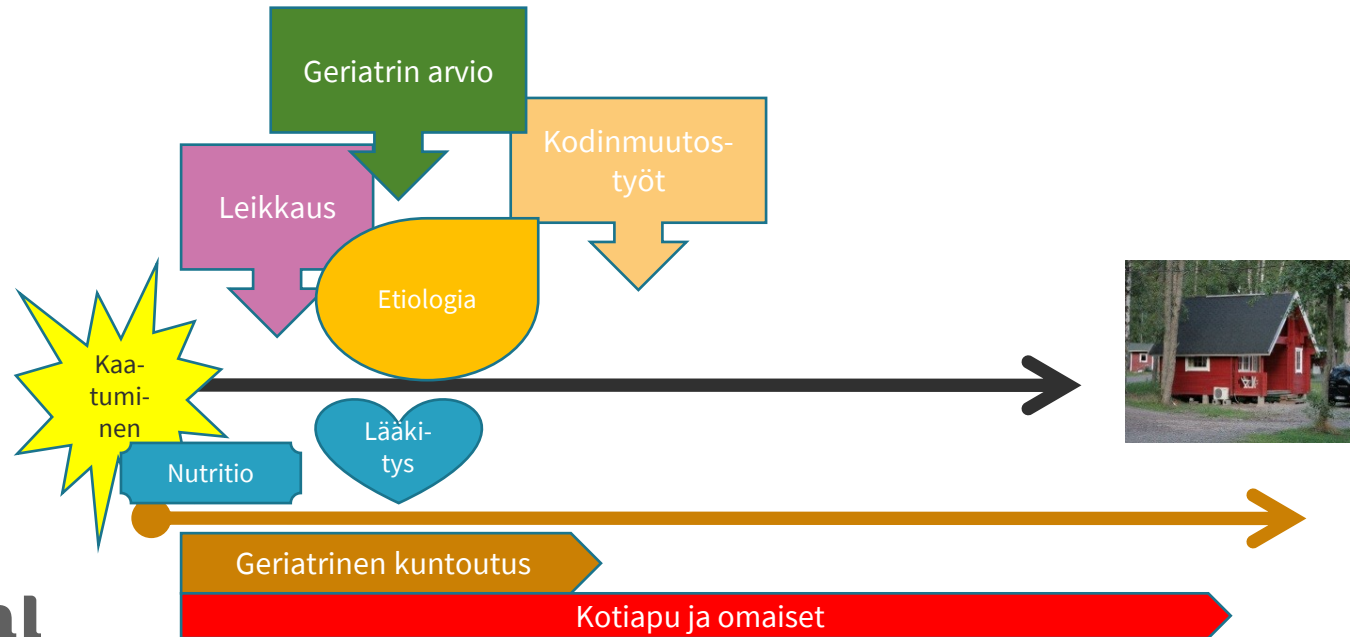 Geriatrin arvio
Kodinmuutos-
työt
Leikkaus
Etiologia
Kaa-
tumi-
nen
Lääki-
tys
Nutritio
Geriatrinen kuntoutus
Kotiapu ja omaiset